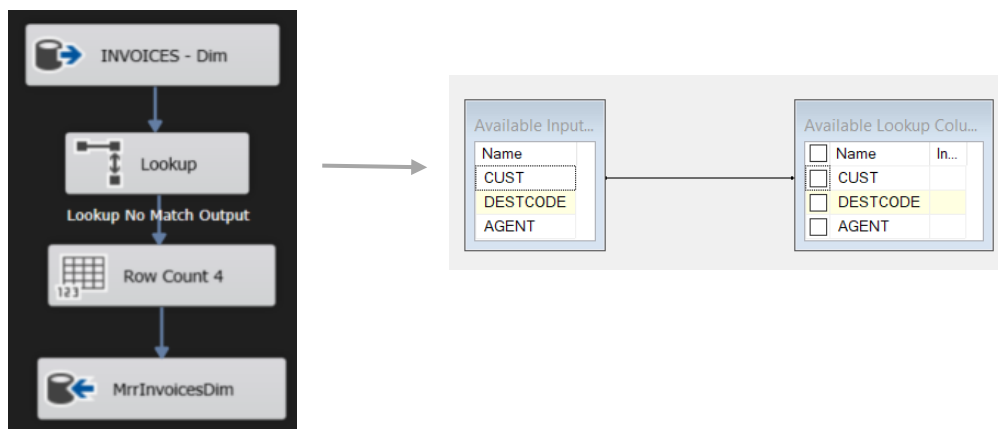 INVOICES - Dim
Lookup
Lookup No Match Output
123
Row Count 4
MrrInvoicesDim
Available Input...
Name
CUST
DESTCODE
AGENT
Available Lookup Colu...
Name In...
CUST
DESTCODE
AGENT